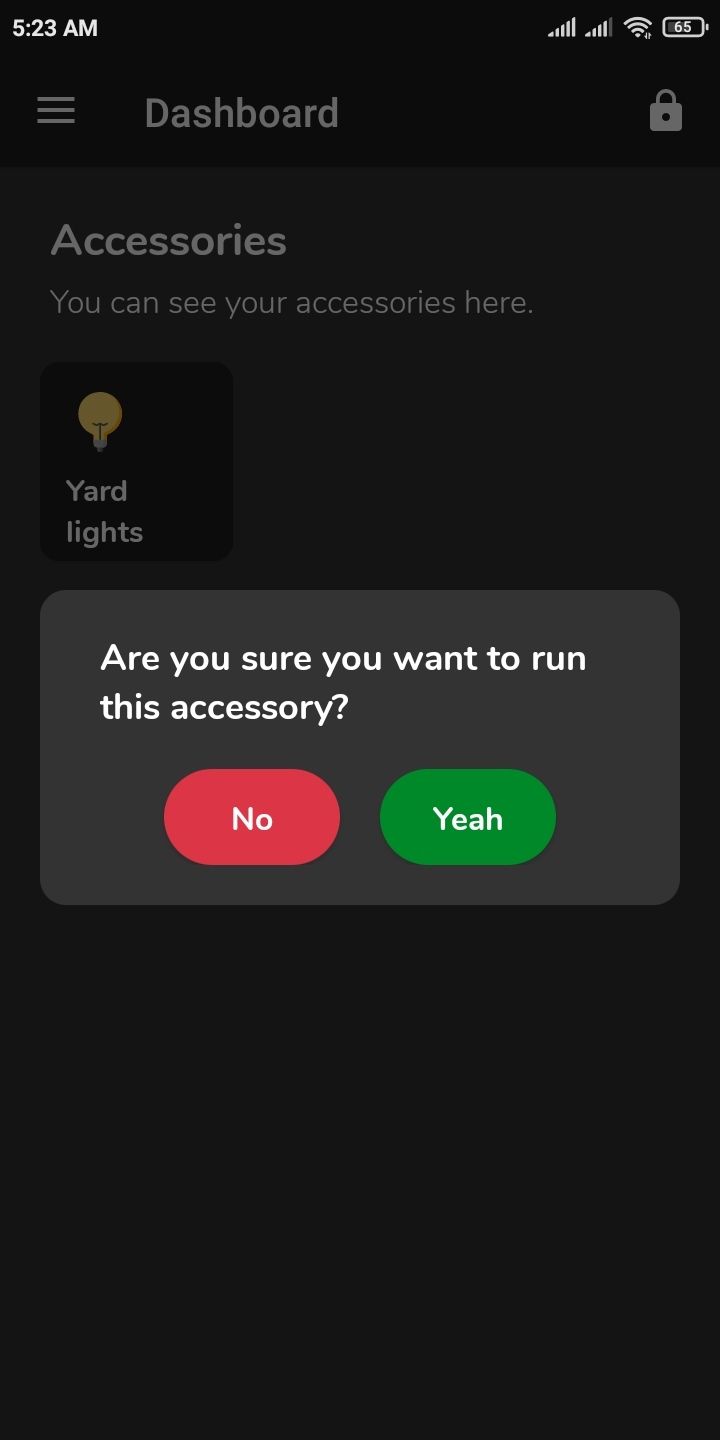 5:23 AM
65
Dashboard
Accessories
You can see your accessories here.
Yard
lights
Are you sure you want to run
this accessory?
No
Yeah